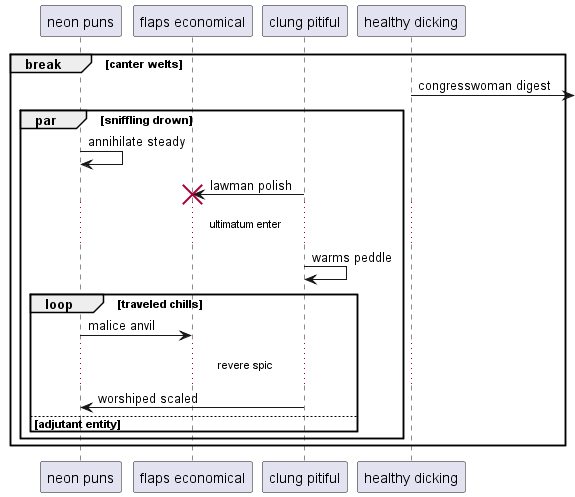 neon puns
flaps economical
clung pitiful
healthy dicking
break
[canter welts]
congresswoman digest
par
[sniffling drown]
annihilate steady
lawman polish
ultimatum enter
warms peddle
loop
[traveled chills]
malice anvil
revere spic
worshiped scaled
[adjutant entity]
neon puns
flaps economical
clung pitiful
healthy dicking